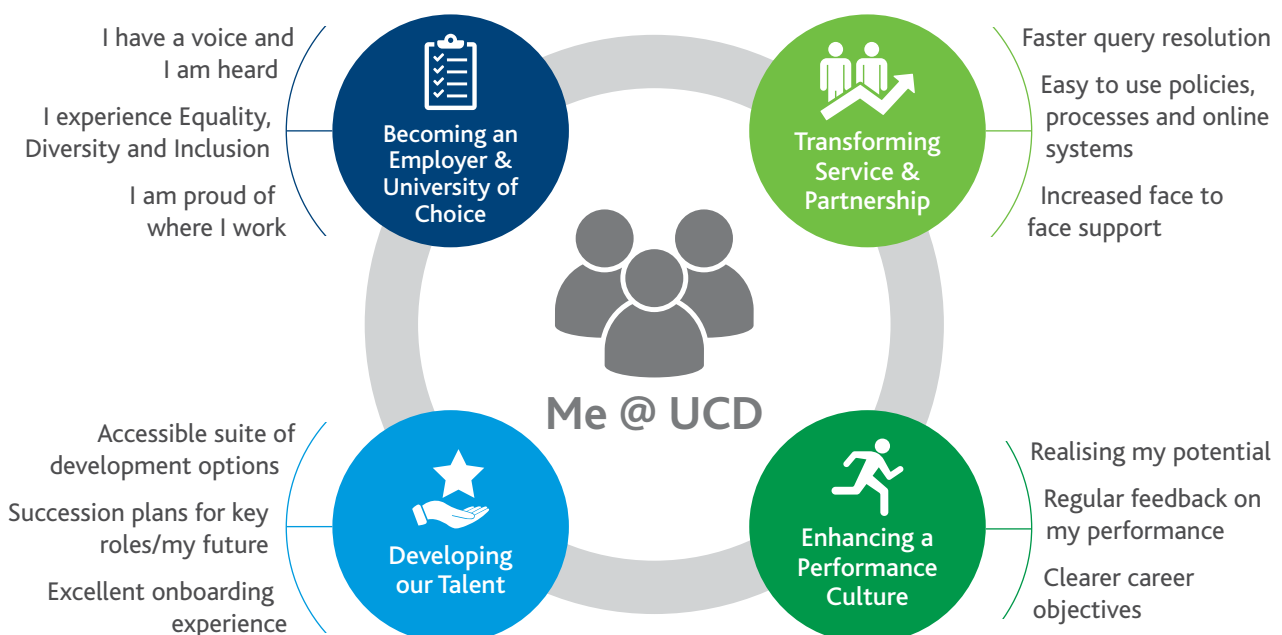 I have a voice and
I am heard
I experience Equality,
Diversity and Inclusion
I am proud of
where I work
Becoming an
Employer &
University of
Choice
Transforming
Service &
Partnership
Faster query resolution
Easy to use policies,
processes and online
systems
Increased face to
face support
Me @ UCD
Accessible suite of
development options
Succession plans for key
roles/my future
Excellent onboarding
experience
Developing
our Talent
Enhancing a
Performance
Culture
Realising my potential
Regular feedback on
my performance
Clearer career
objectives